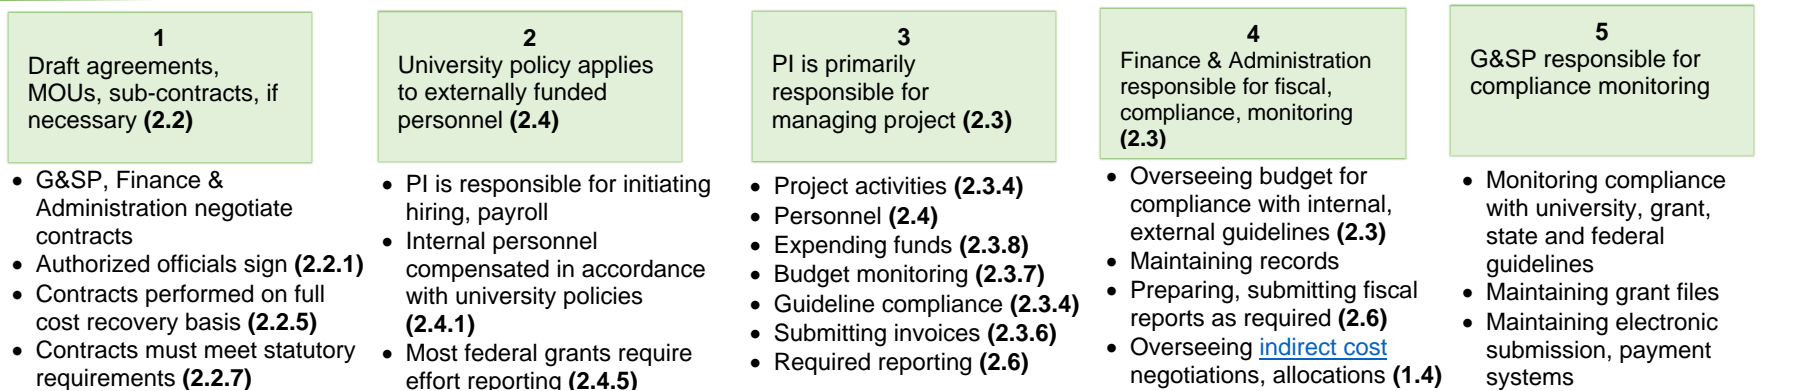 1
Draft agreements,
MOUs, sub-contracts, if
necessary (2.2)
• G&SP, Finance &
Administration negotiate
contracts
• Authorized officials sign (2.2.1)
• Contracts performed on full
cost recovery basis (2.2.5)
• Contracts must meet statutory
requirements (2.2.7)
2
University policy applies
to externally funded
personnel (2.4)
• PI is responsible for initiating
hiring, payroll
• Internal personnel
compensated in accordance
with university policies
(2.4.1)
• Most federal grants require
effort reporting (2.4.5)
3
PI is primarily
responsible for
managing project (2.3)
• Project activities (2.3.4)
• Personnel (2.4)
• Expending funds (2.3.8)
• Budget monitoring (2.3.7)
• Guideline compliance (2.3.4)
• Submitting invoices (2.3.6)
• Required reporting (2.6)
4
Finance & Administration
responsible for fiscal,
compliance, monitoring
(2.3)
• Overseeing budget for
compliance with internal,
external guidelines (2.3)
• Maintaining records
• Preparing, submitting fiscal
reports as required (2.6)
• Overseeing indirect cost
negotiations, allocations (1.4)
5
G&SP responsible for
compliance monitoring
• Monitoring compliance
with university, grant,
state and federal
guidelines
• Maintaining grant files
• Maintaining electronic
submission, payment
systems